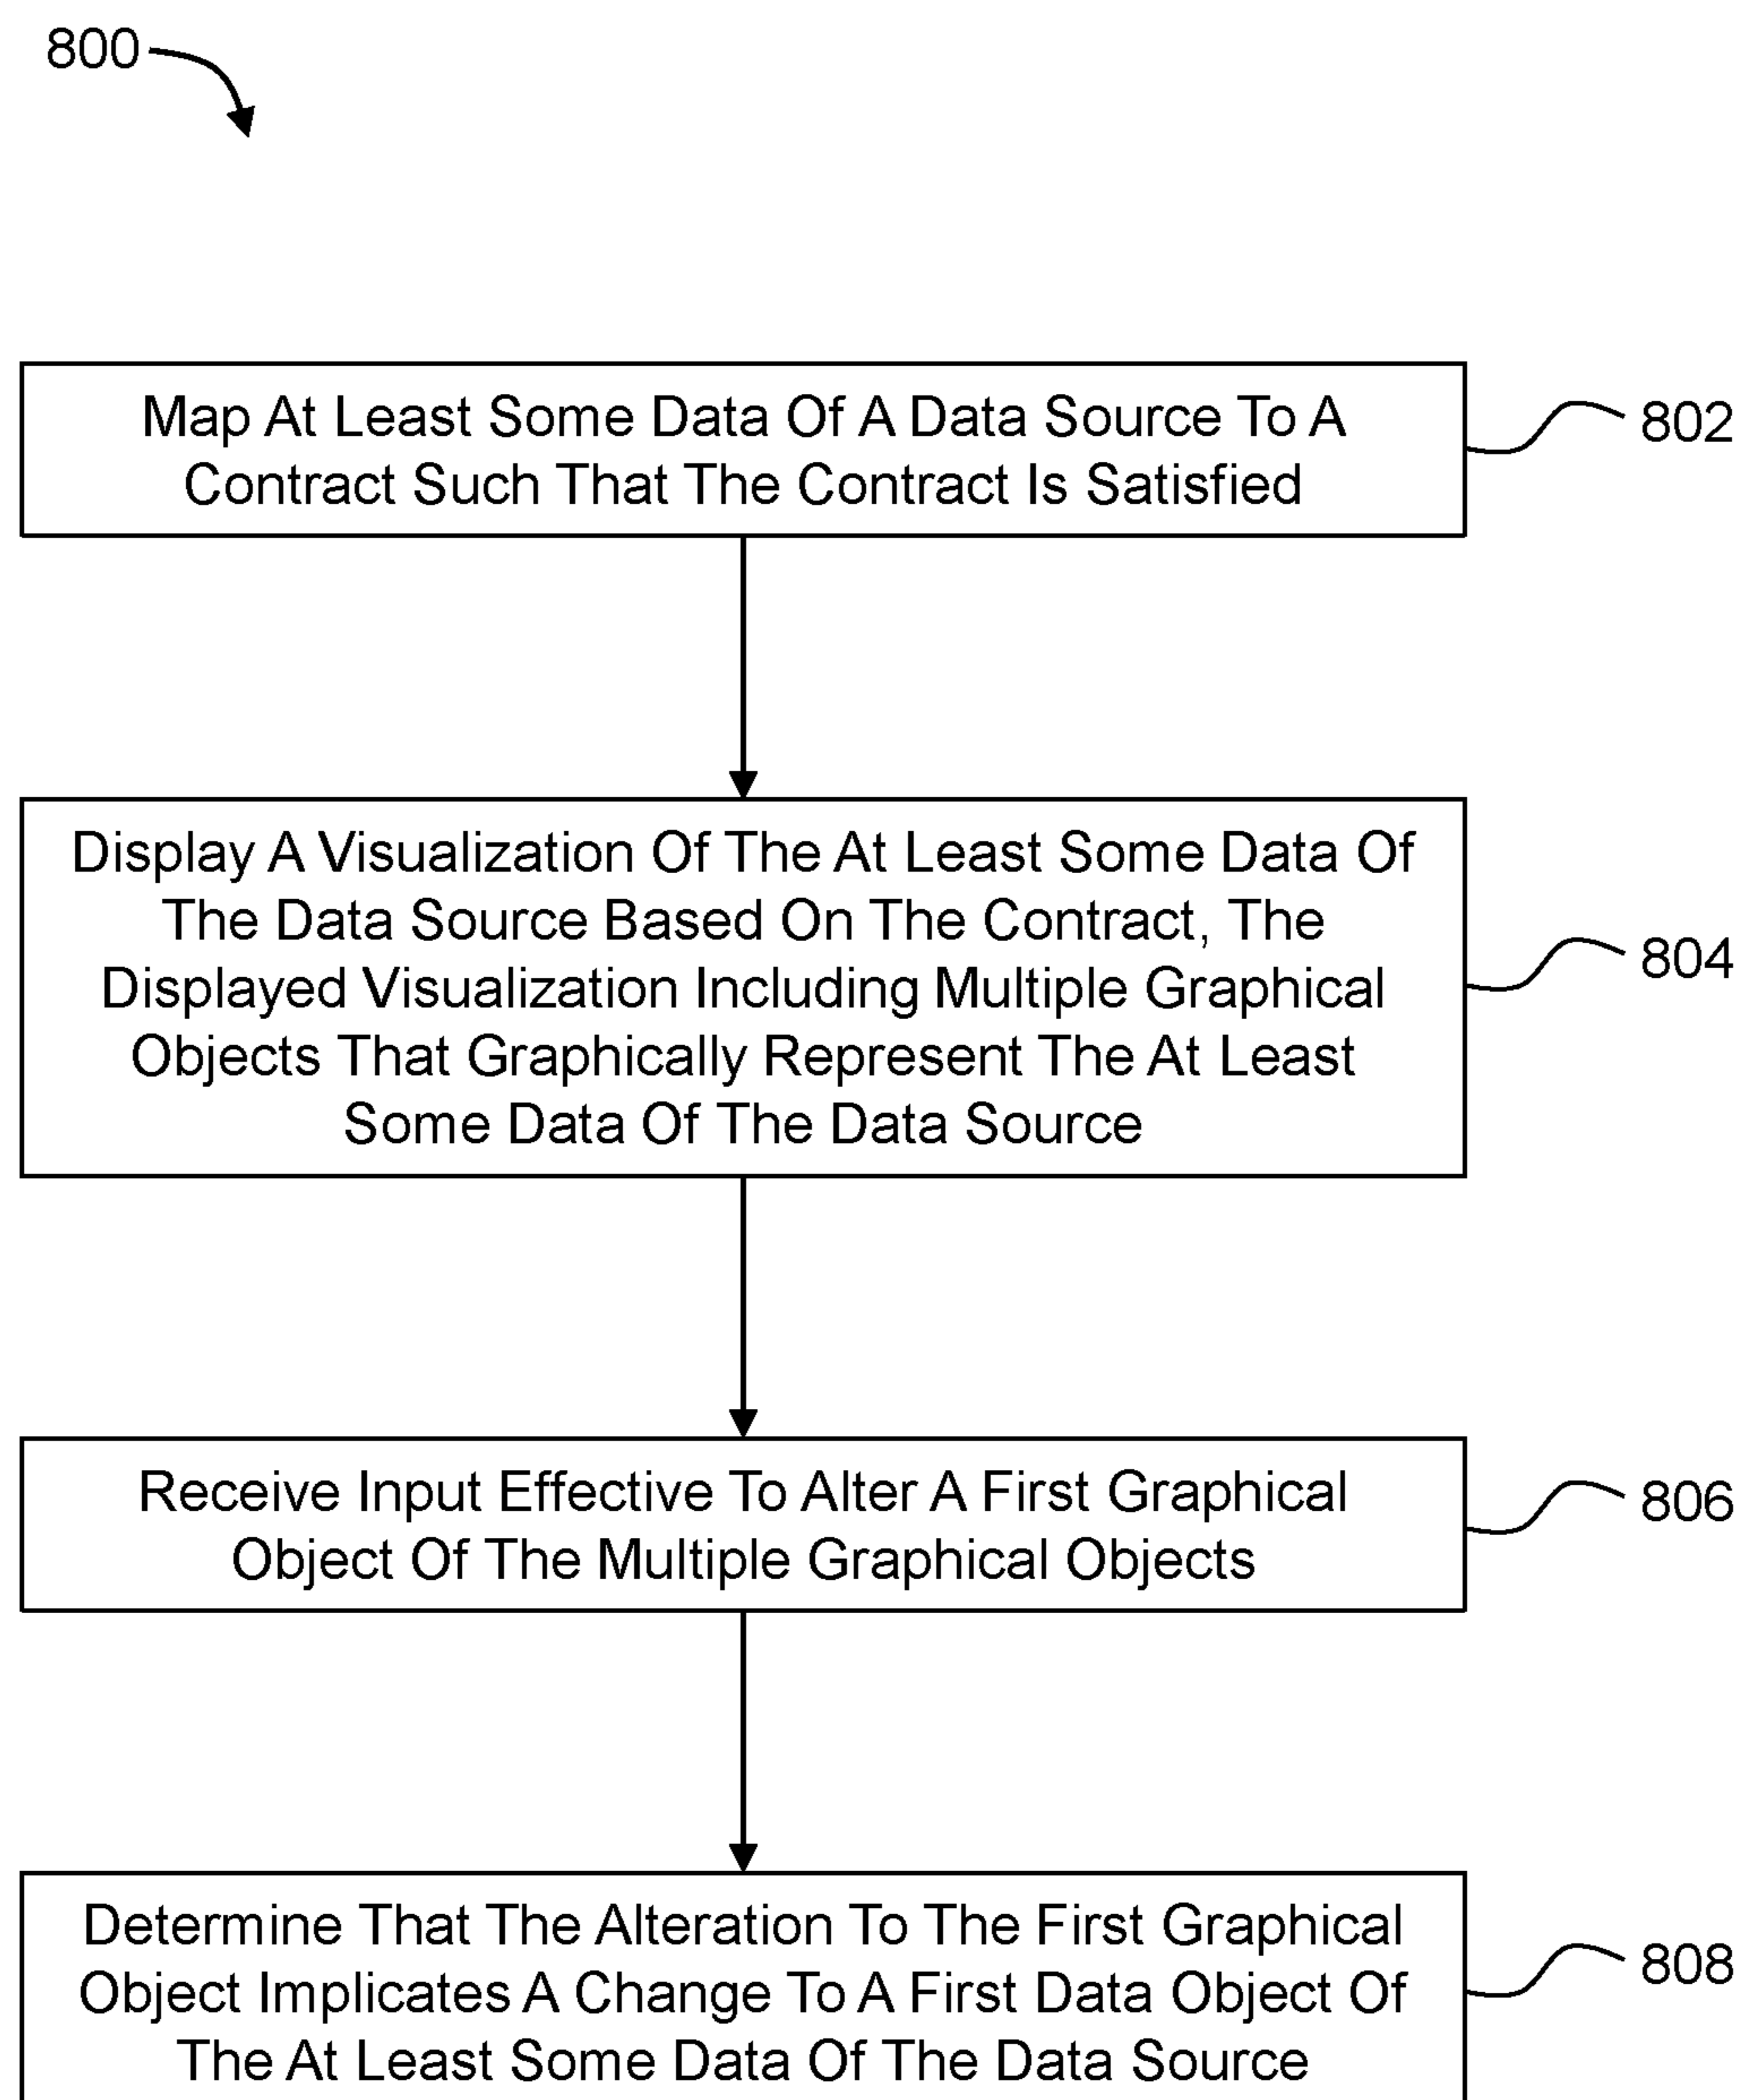 800
Map At Least Some Data Of A Data Source To A
Contract Such That The Contract Is Satisfied
802
Display A Visualization Of The At Least Some Data Of
The Data Source Based On The Contract, The
Displayed Visualization Including Multiple Graphical
Objects That Graphically Represent The At Least
Some Data Of The Data Source
804
Receive Input Effective To Alter A First Graphical
Object Of The Multiple Graphical Objects
806
Determine That The Alteration To The First Graphical
Object Implicates A Change To A First Data Object Of
The At Least Some Data Of The Data Source
808